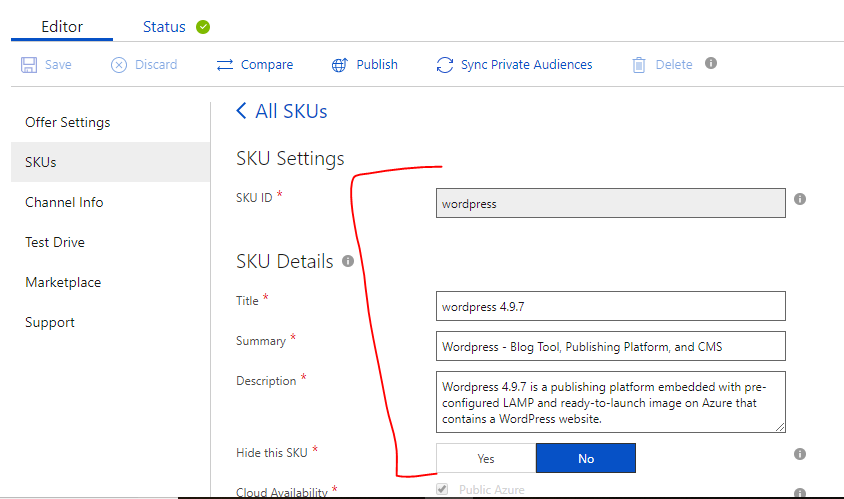 Editor
Status
Save
Discard
Compare
Publish
Sync Private Audiences
Delete
Offer Settings
SKUs
Channel Info
Test Drive
Marketplace
Support
All SKUs
SKU Settings
SKU ID *
wordpress
SKU Details
Title *
wordpress 4.9.7
Summary *
Wordpress - Blog Tool, Publishing Platform, and CMS
Description *
Wordpress 4.9.7 is a publishing platform embedded with pre-
configured LAMP and ready-to-launch image on Azure that
contains a WordPress website.
Hide this SKU *
Yes
No
Cloud Availability *
Public Azure